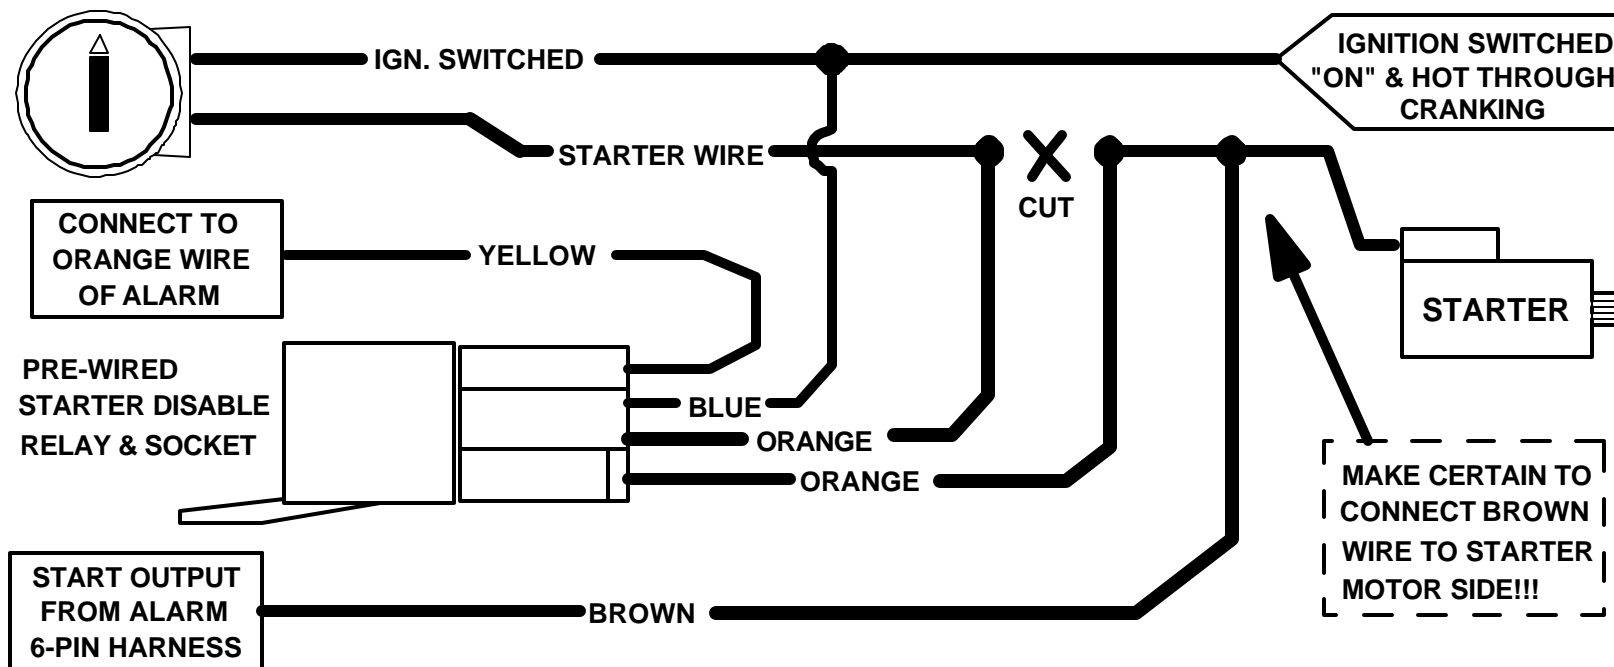 IGN. SWITCHED
IGNITION SWITCHED
"ON" & HOT THROUGH
CRANKING
STARTER WIRE
CUT
CONNECT TO
ORANGE WIRE
OF ALARM
YELLOW
STARTER
PRE-WIRED
STARTER DISABLE
RELAY & SOCKET
BLUE
ORANGE
ORANGE
MAKE CERTAIN TO
CONNECT BROWN
WIRE TO STARTER
MOTOR SIDE!!!
START OUTPUT
FROM ALARM
6-PIN HARNESS
BROWN